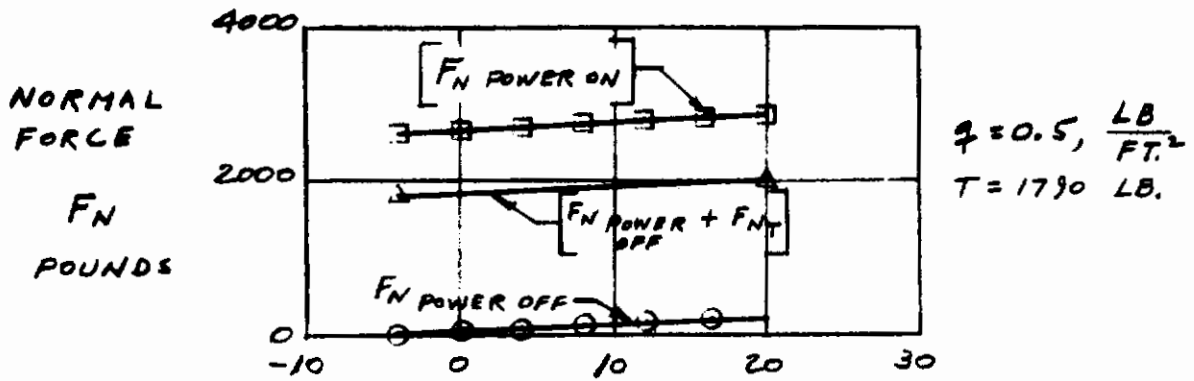 4000
[F_N POWER ON]
NORMAL
FORCE
F_N
POUNDS
2000
[F_N POWER OFF + F_NT]
F_N POWER OFF
0
-10 0 10 20 30
q = 0.5, LB/FT.²
T = 1790 LB.